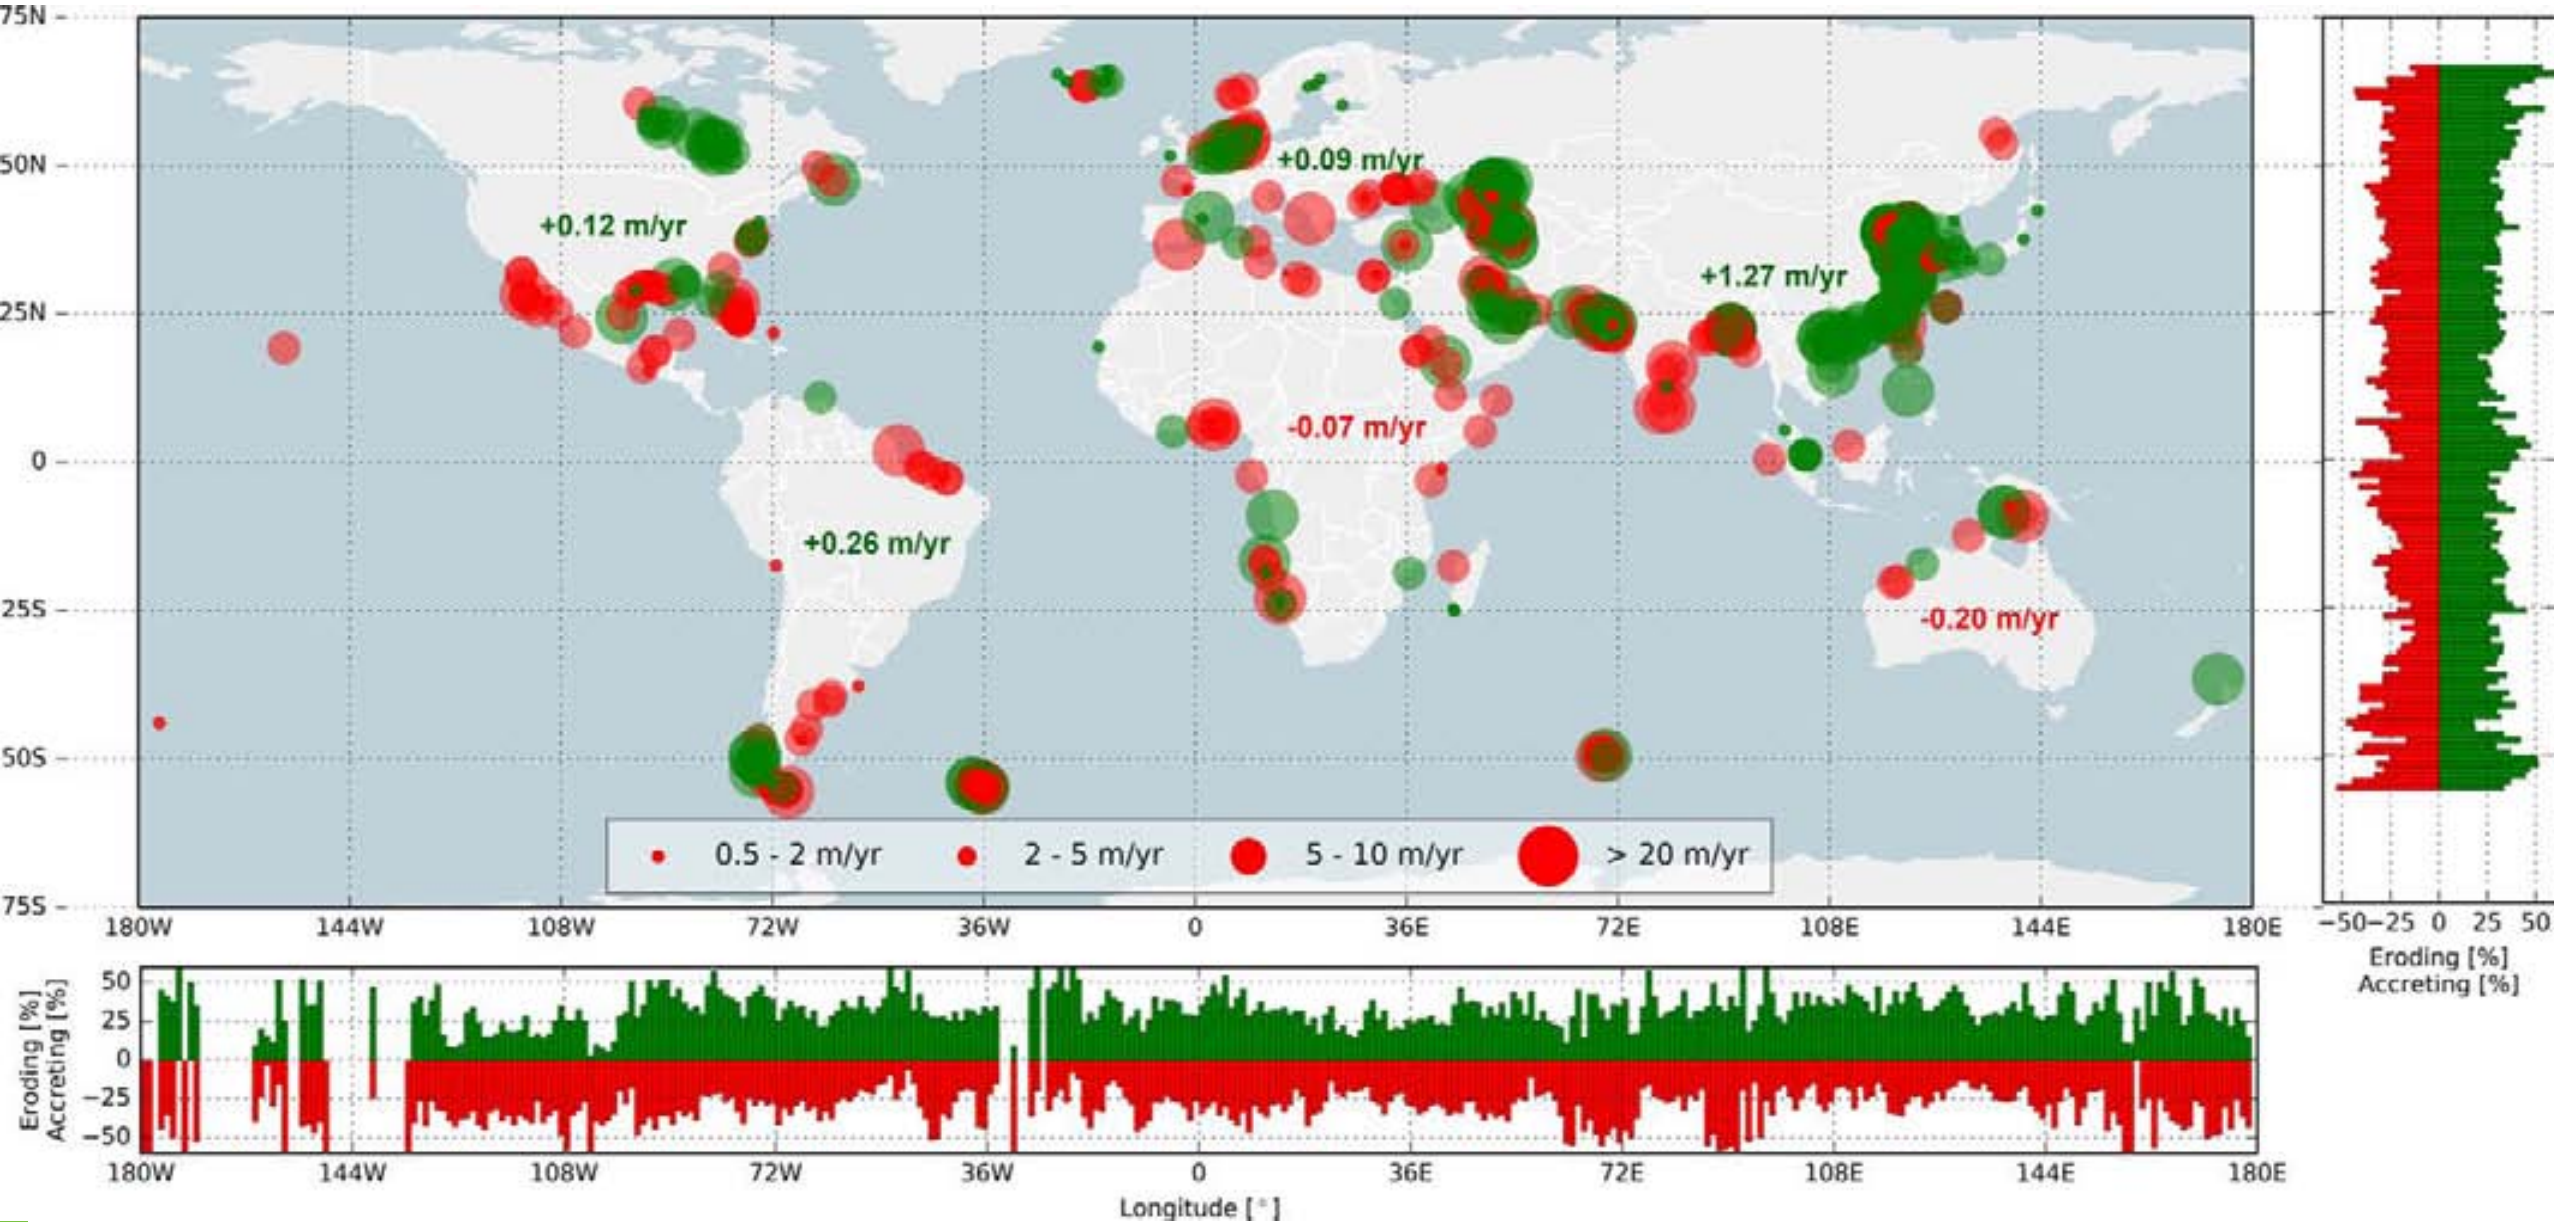 75N
50N
25N
0
25S
50S
75S
+0.12 m/yr
+0.09 m/yr
+1.27 m/yr
-0.07 m/yr
+0.26 m/yr
-0.20 m/yr
0.5 - 2 m/yr 2 - 5 m/yr 5 - 10 m/yr > 20 m/yr
180W 144W 108W 72W 36W 0 36E 72E 108E 144E 180E
−50 −25 0 25 50
Eroding [%]
Accreting [%]
Eroding [%]
Accreting [%]
50
25
0
−25
−50
180W 144W 108W 72W 36W 0 36E 72E 108E 144E 180E
Longitude [°]